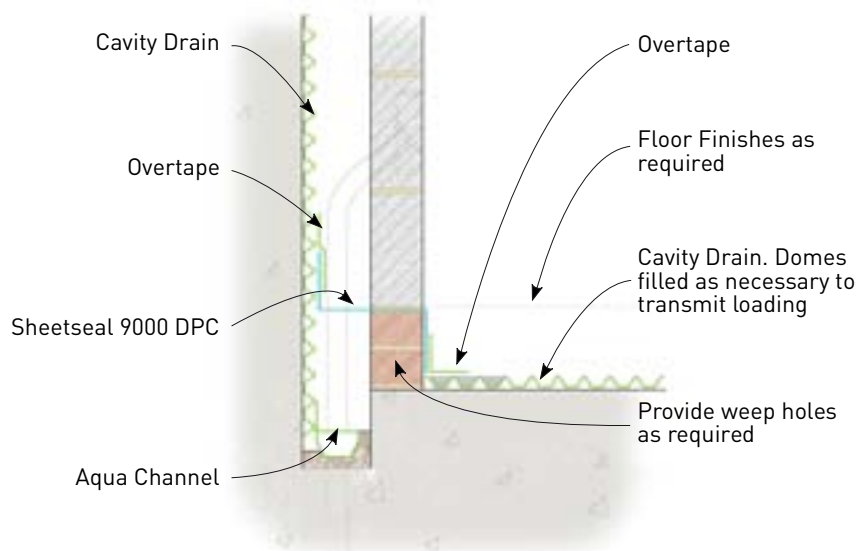 Cavity Drain
Overtape
Sheetseal 9000 DPC
Aqua Channel
Overtape
Floor Finishes as
required
Cavity Drain. Domes
filled as necessary to
transmit loading
Provide weep holes
as required